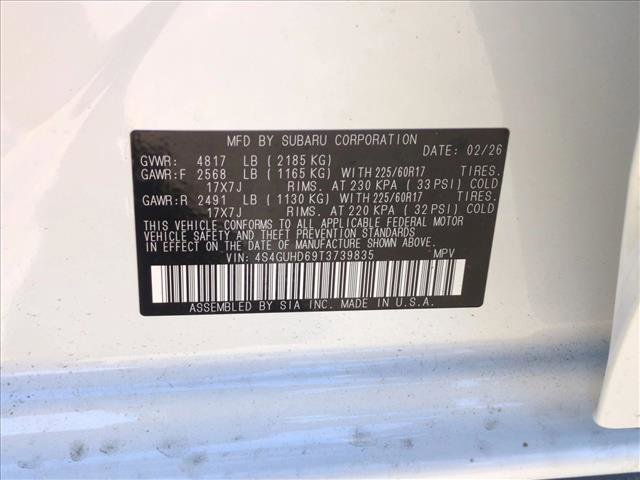 MFD BY SUBARU CORPORATION
DATE: 02/26
GVWR: 4817 LB ( 2185 KG)
GAWR:F 2568 LB ( 1165 KG) WITH 225/60R17 TIRES.
17X7J RIMS. AT 230 KPA ( 33 PSI) COLD
GAWR:R 2491 LB ( 1130 KG) WITH 225/60R17 TIRES.
17X7J RIMS. AT 220 KPA ( 32 PSI) COLD
THIS VEHICLE CONFORMS TO ALL APPLICABLE FEDERAL MOTOR
VEHICLE SAFETY AND THEFT PREVENTION STANDARDS
IN EFFECT ON THE DATE OF MANUFACTURE SHOWN ABOVE.
VIN: 4S4GUHD69T3739835 MPV
ASSEMBLED BY SIA INC. MADE IN U.S.A.